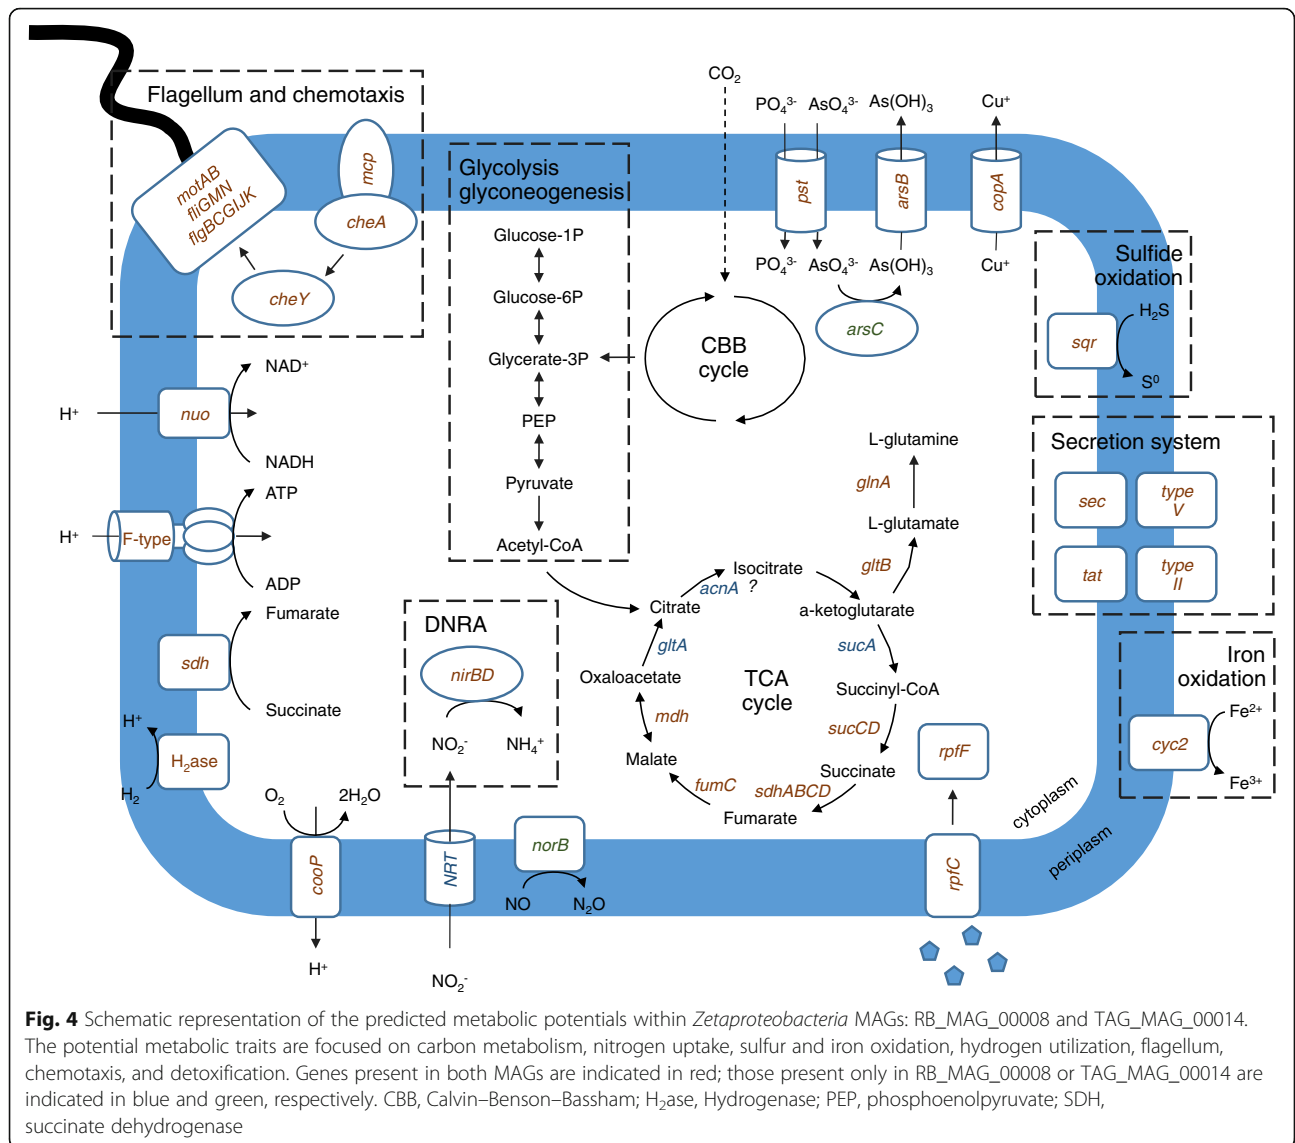 Flagellum and chemotaxis
motAB
fliGMN
flgBCGIJK
mcp
cheA
cheY
Glycolysis
glyconeogenesis
Glucose-1P
Glucose-6P
Glycerate-3P
PEP
Pyruvate
Acetyl-CoA
CO₂
CBB
cycle
PO₄³⁻ AsO₄³⁻ As(OH)₃ Cu⁺
pst
arsB
copA
PO₄³⁻ AsO₄³⁻ As(OH)₃ Cu⁺
arsC
Sulfide
oxidation
sqr
H₂S
S⁰
Secretion system
sec
type
V
tat
type
II
Iron
oxidation
cyc2
Fe²⁺
Fe³⁺
NAD⁺
H⁺
nuo
NADH
ATP
H⁺
F-type
ADP
Fumarate
sdh
Succinate
H⁺
H₂ase
H₂
O₂
2H₂O
cooP
H⁺
DNRA
nirBD
NO₂⁻
NH₄⁺
NRT
NO₂⁻
norB
NO
N₂O
L-glutamine
glnA
L-glutamate
gltB
Isocitrate
acnA ?
Citrate
a-ketoglutarate
gltA
sucA
Oxaloacetate
TCA
cycle
Succinyl-CoA
mdh
sucCD
Malate
Succinate
fumC
sdhABCD
Fumarate
rpfF
rpfC
cytoplasm
periplasm
Fig. 4 Schematic representation of the predicted metabolic potentials within Zetaproteobacteria MAGs: RB_MAG_00008 and TAG_MAG_00014.
The potential metabolic traits are focused on carbon metabolism, nitrogen uptake, sulfur and iron oxidation, hydrogen utilization, flagellum,
chemotaxis, and detoxification. Genes present in both MAGs are indicated in red; those present only in RB_MAG_00008 or TAG_MAG_00014 are
indicated in blue and green, respectively. CBB, Calvin–Benson–Bassham; H₂ase, Hydrogenase; PEP, phosphoenolpyruvate; SDH,
succinate dehydrogenase